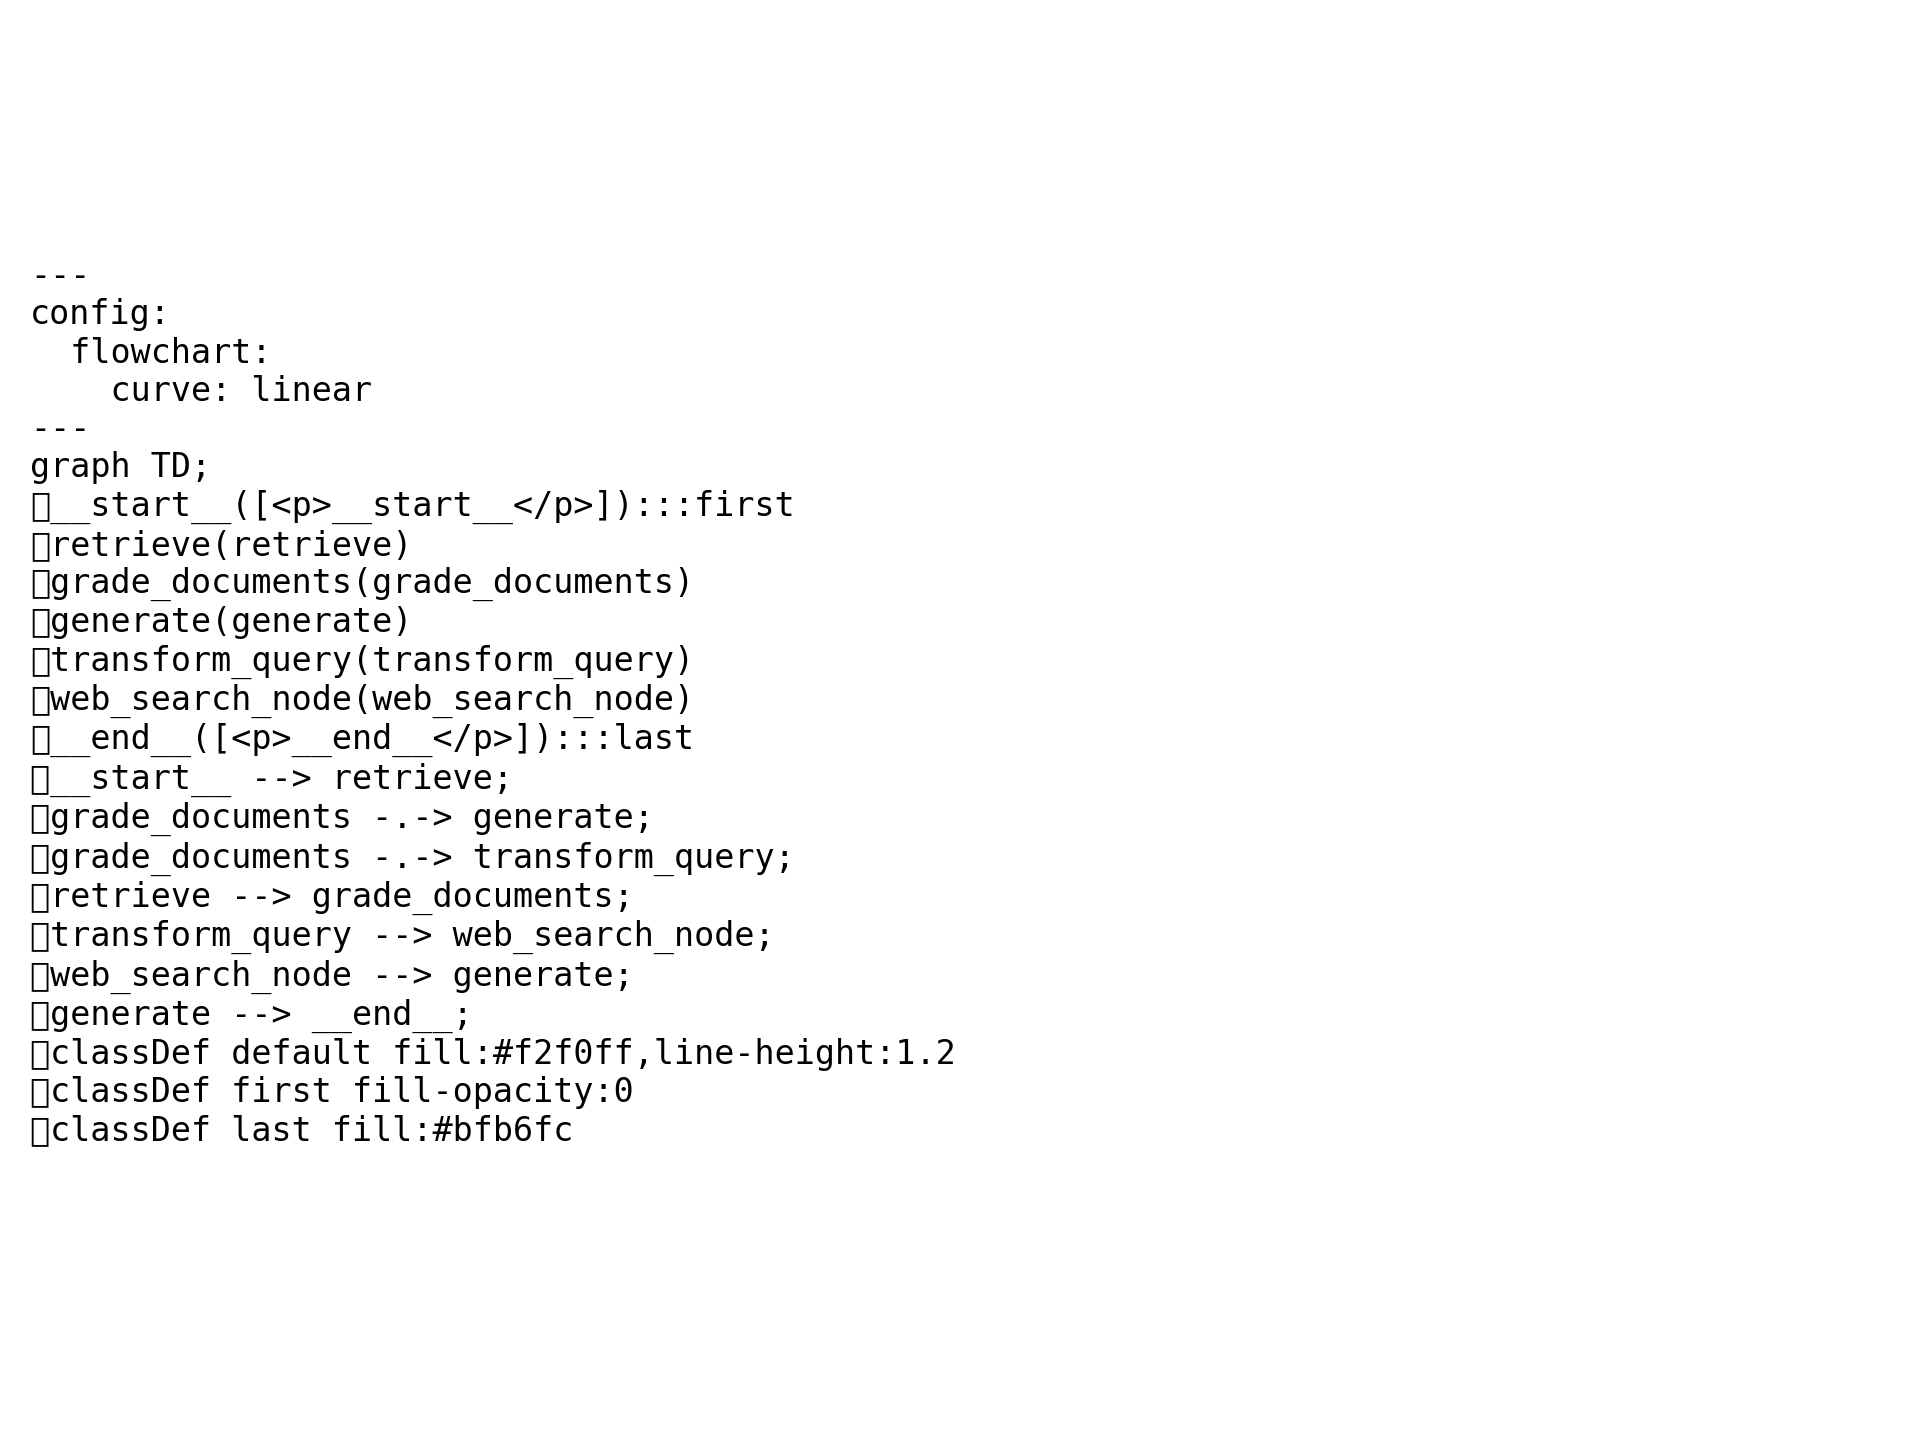 ---
config:
  flowchart:
    curve: linear
---
graph TD;
	__start__([<p>__start__</p>]):::first
	retrieve(retrieve)
	grade_documents(grade_documents)
	generate(generate)
	transform_query(transform_query)
	web_search_node(web_search_node)
	__end__([<p>__end__</p>]):::last
	__start__ --> retrieve;
	grade_documents -.-> generate;
	grade_documents -.-> transform_query;
	retrieve --> grade_documents;
	transform_query --> web_search_node;
	web_search_node --> generate;
	generate --> __end__;
	classDef default fill:#f2f0ff,line-height:1.2
	classDef first fill-opacity:0
	classDef last fill:#bfb6fc